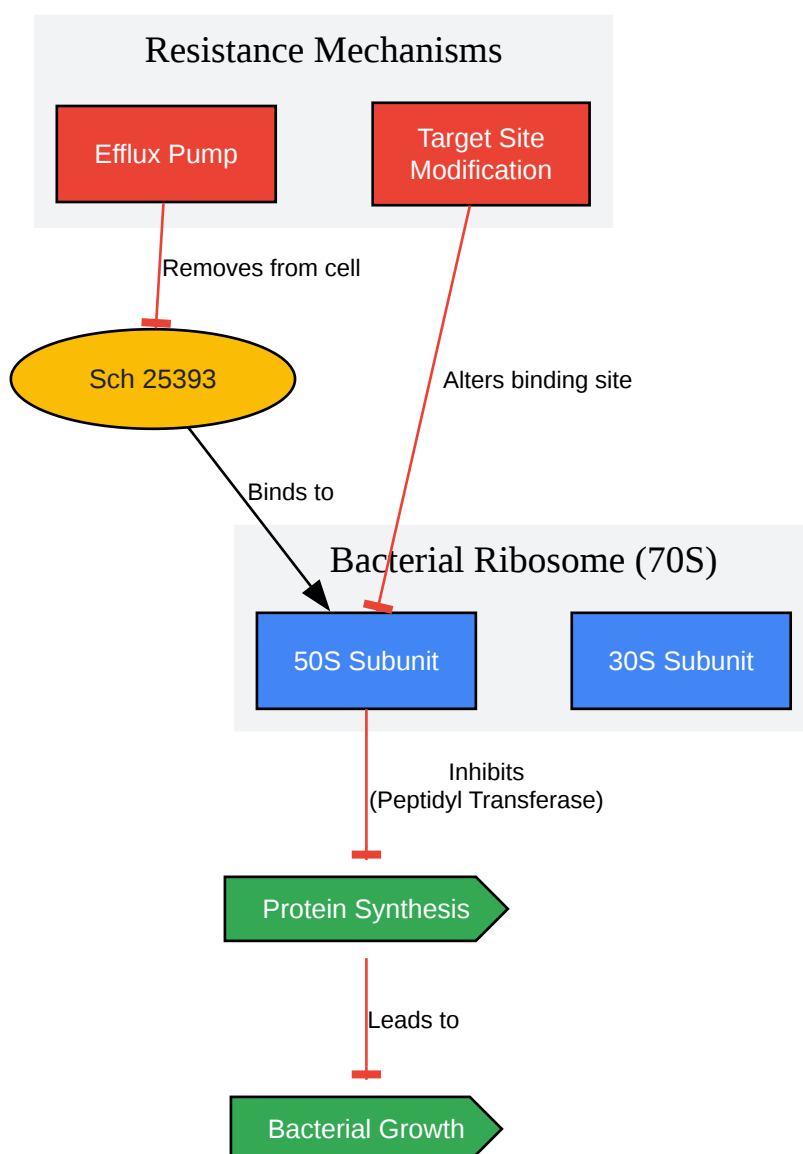 Resistance Mechanisms
Efflux Pump
Target Site
Modification
Removes from cell
Sch 25393
Alters binding site
Binds to
Bacterial Ribosome (70S)
50S Subunit
30S Subunit
Inhibits
(Peptidyl Transferase)
Protein Synthesis
Leads to
Bacterial Growth